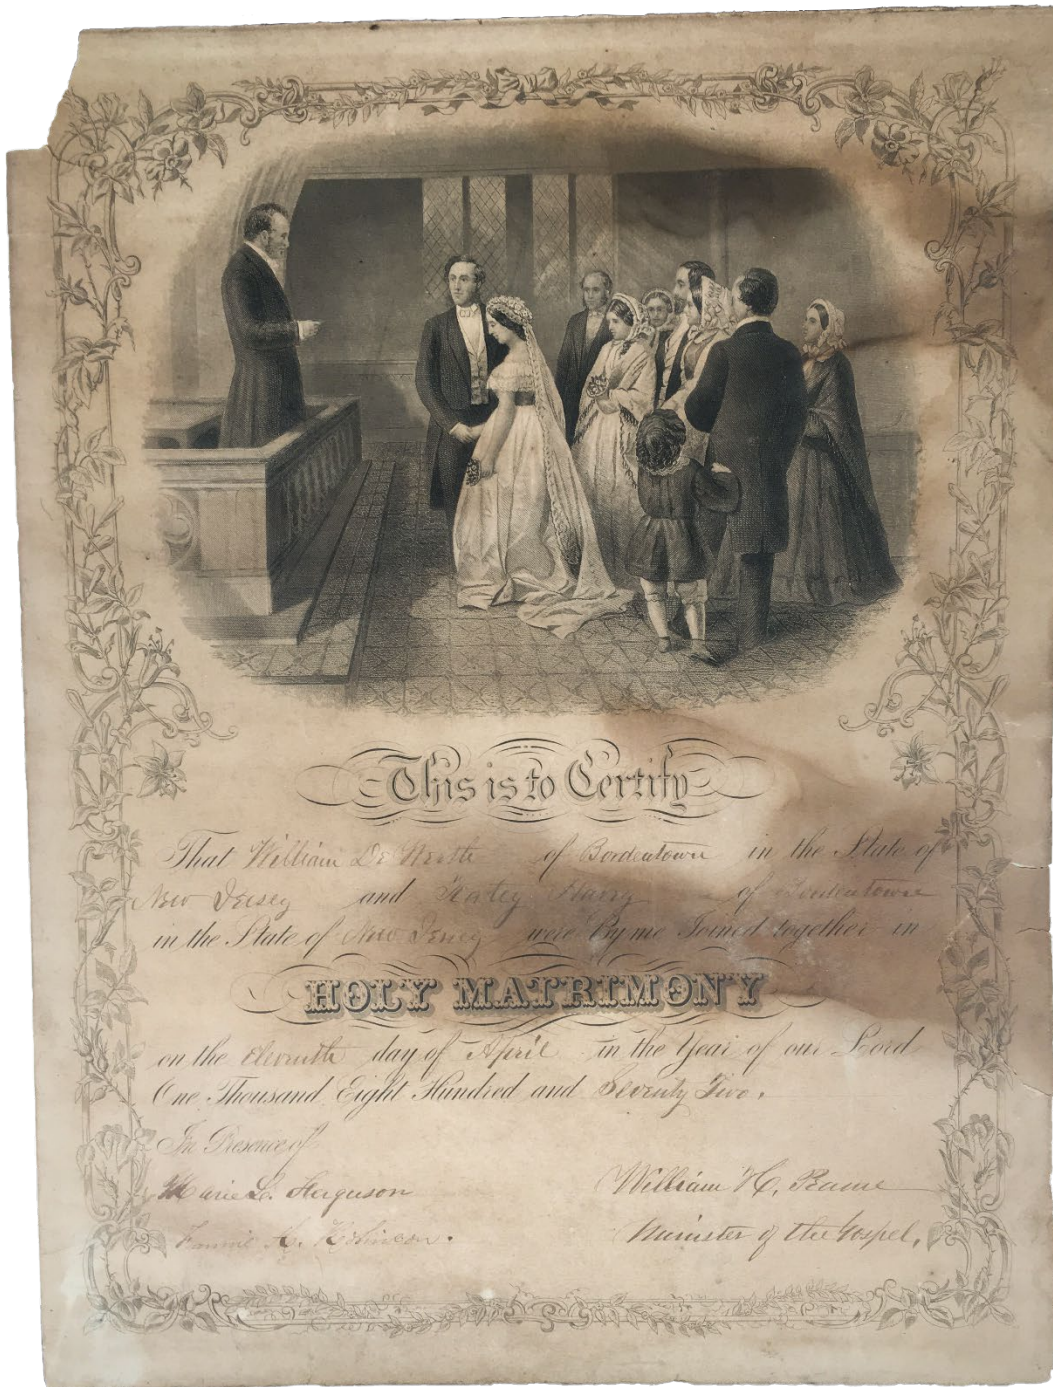 This is to Certify
That William De Worth of Bordentown in the State of
New Jersey and Harry of Bordentown
in the State of New Jersey were By me Joined together in
HOLY MATRIMONY
on the Eleventh day of April in the Year of our Lord
One Thousand Eight Hundred and Seventy Two.
In Presence of
Marie L. Ferguson William H.
Fannie A. Robinson. Minister of the Gospel.